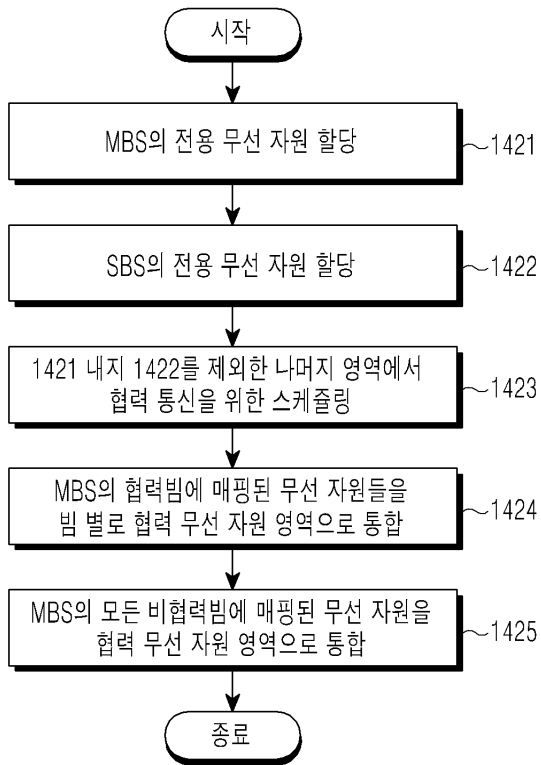 시작
MBS의 전용 무선 자원 할당
1421
SBS의 전용 무선 자원 할당
1422
1421 내지 1422를 제외한 나머지 영역에서
협력 통신을 위한 스케쥴링
1423
MBS의 협력빔에 매핑된 무선 자원들을
빔 별로 협력 무선 자원 영역으로 통합
1424
MBS의 모든 비협력빔에 매핑된 무선 자원을
협력 무선 자원 영역으로 통합
1425
종료